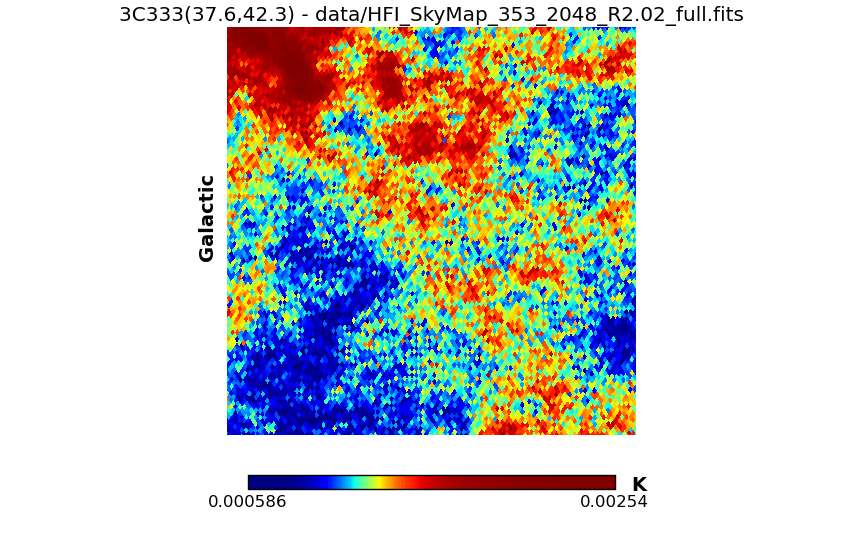 3C333(37.6,42.3) - data/HFI_SkyMap_353_2048_R2.02_full.fits
Galactic
K
0.000586 0.00254